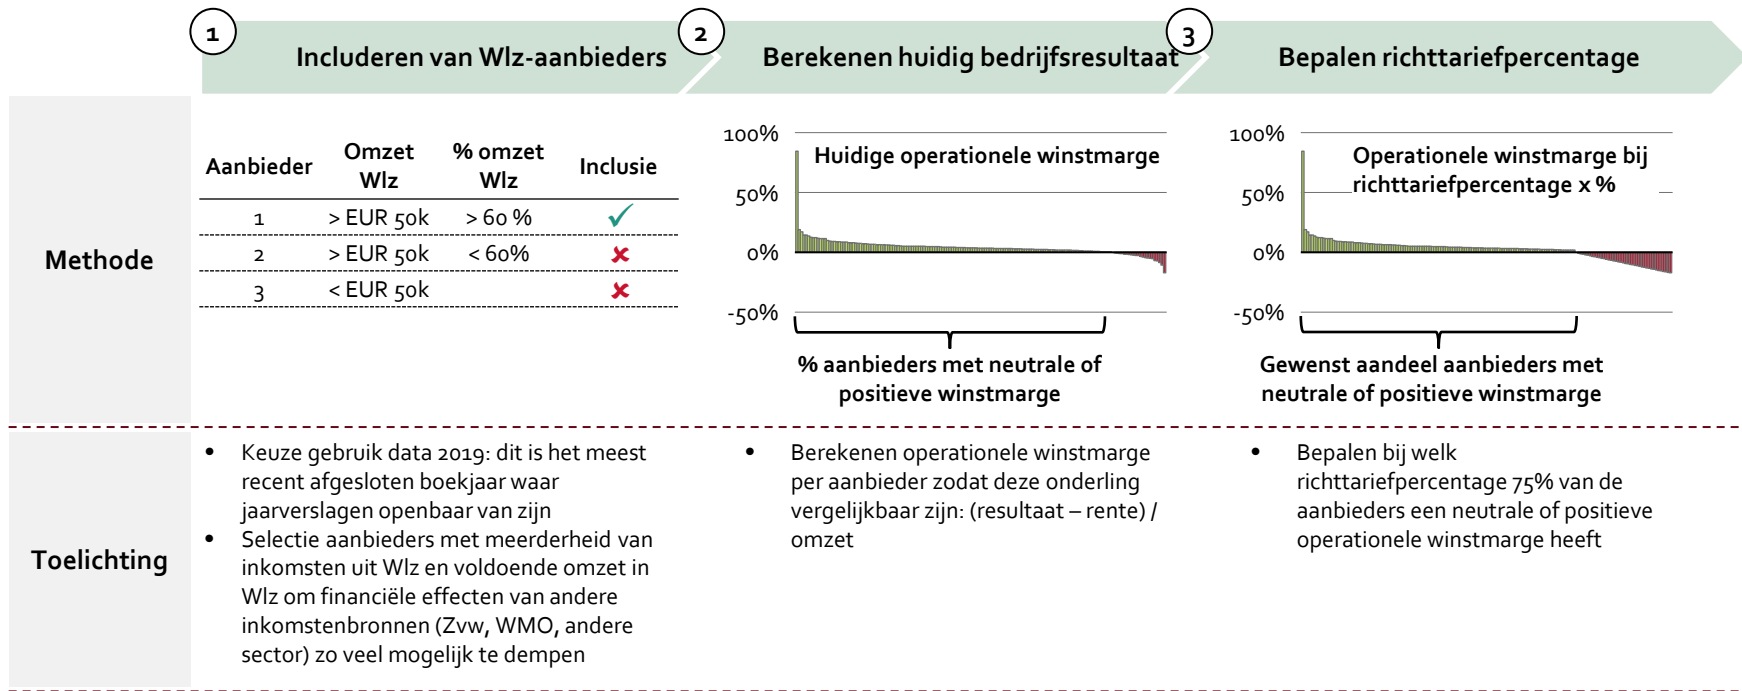 1
Includeren van Wlz-aanbieders
2
Berekenen huidig bedrijfsresultaat
3
Bepalen richttariefpercentage
Methode
Aanbieder Omzet Wlz % omzet Wlz Inclusie
1 > EUR 50k > 60 % ✓
2 > EUR 50k < 60% ✘
3 < EUR 50k ✘
100%
50%
0%
-50%
Huidige operationele winstmarge
% aanbieders met neutrale of
positieve winstmarge
100%
50%
0%
-50%
Operationele winstmarge bij
richttariefpercentage x %
Gewenst aandeel aanbieders met
neutrale of positieve winstmarge
Toelichting
• Keuze gebruik data 2019: dit is het meest
recent afgesloten boekjaar waar
jaarverslagen openbaar van zijn
• Selectie aanbieders met meerderheid van
inkomsten uit Wlz en voldoende omzet in
Wlz om financiële effecten van andere
inkomstenbronnen (Zvw, WMO, andere
sector) zo veel mogelijk te dempen
• Berekenen operationele winstmarge
per aanbieder zodat deze onderling
vergelijkbaar zijn: (resultaat – rente) /
omzet
• Bepalen bij welk
richttariefpercentage 75% van de
aanbieders een neutrale of positieve
operationele winstmarge heeft